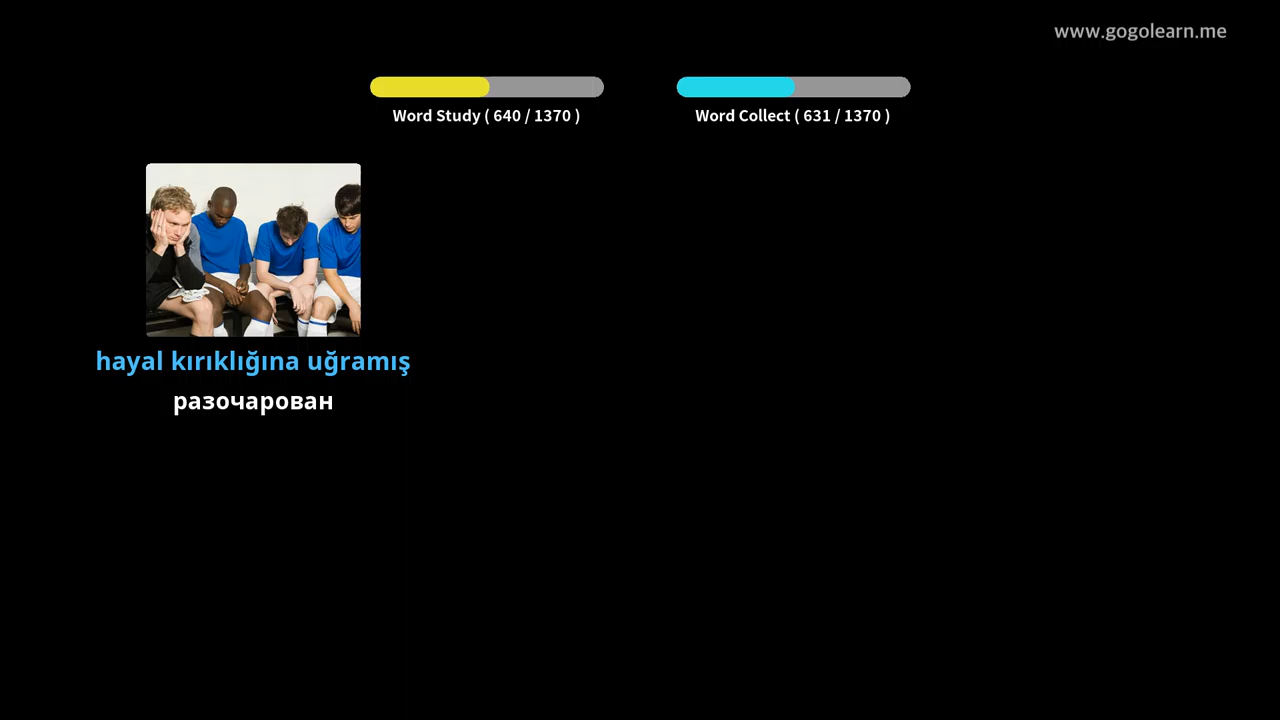 www.gogolearn.me
Word Study ( 640 / 1370 )
Word Collect ( 631 / 1370 )
hayal kırıklığına uğramış
разочарован